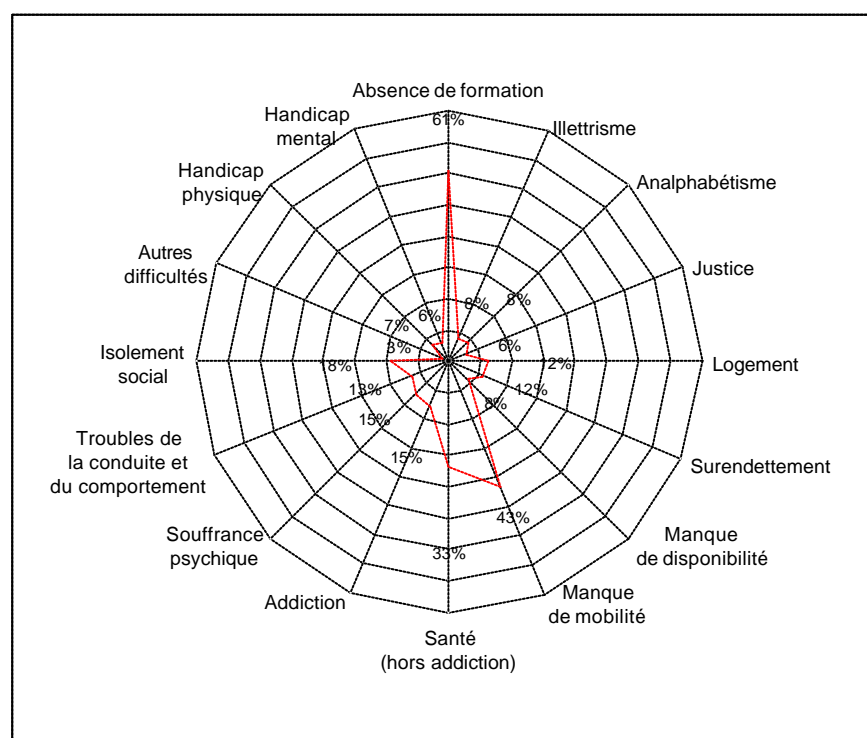 Absence de formation
61%
Illettrisme
Analphabétisme
Justice
Logement
Surendettement
Manque
de disponibilité
Manque
de mobilité
Santé
(hors addiction)
Addiction
Souffrance
psychique
Troubles de
la conduite et
du comportement
Isolement
social
Autres
difficultés
Handicap
physique
Handicap
mental
8%
8%
6%
12%
12%
8%
43%
33%
15%
15%
13%
18%
3%
7%
6%